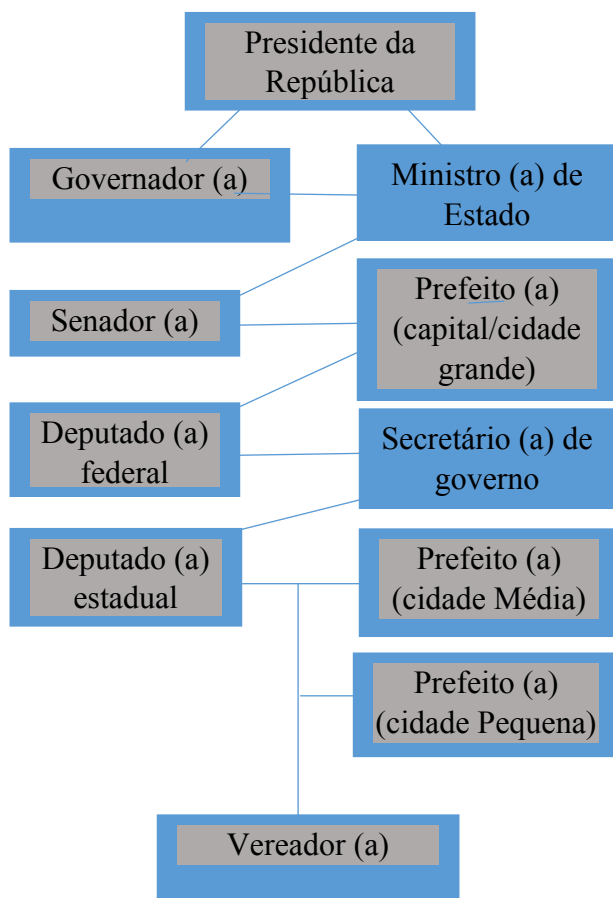 Presidente da
República
Governador (a)
Ministro (a) de
Estado
Senador (a)
Prefeito (a)
(capital/cidade
grande)
Deputado (a)
federal
Secretário (a) de
governo
Deputado (a)
estadual
Prefeito (a)
(cidade Média)
Prefeito (a)
(cidade Pequena)
Vereador (a)